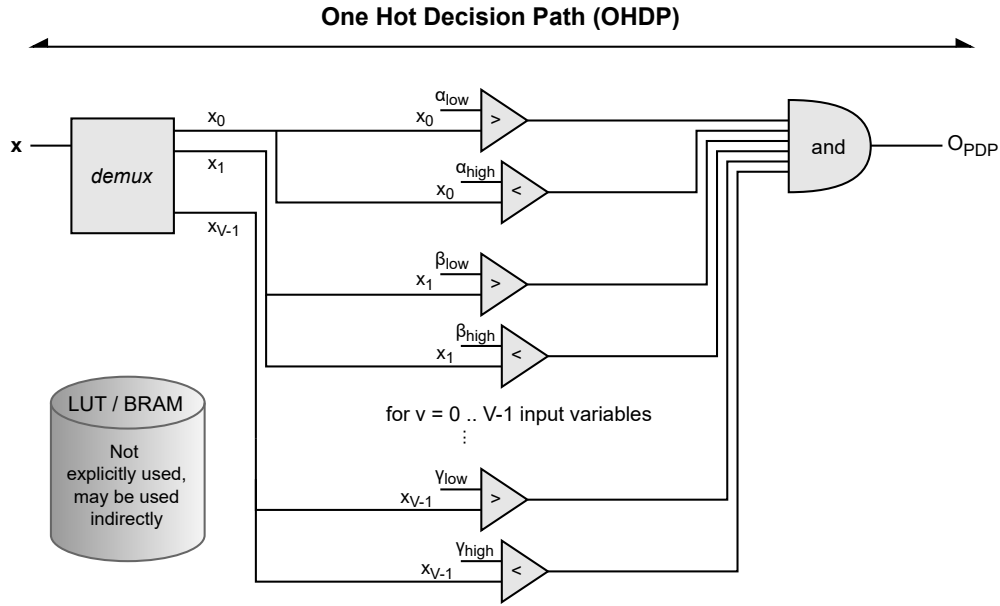 One Hot Decision Path (OHDP)
x
demux
x0
x1
xV-1
αlow
x0
>
αhigh
x0
<
βlow
x1
>
βhigh
x1
<
for v = 0 .. V-1 input variables
⋮
γlow
xV-1
>
γhigh
xV-1
<
and
OPDP
LUT / BRAM
Not
explicitly used,
may be used
indirectly